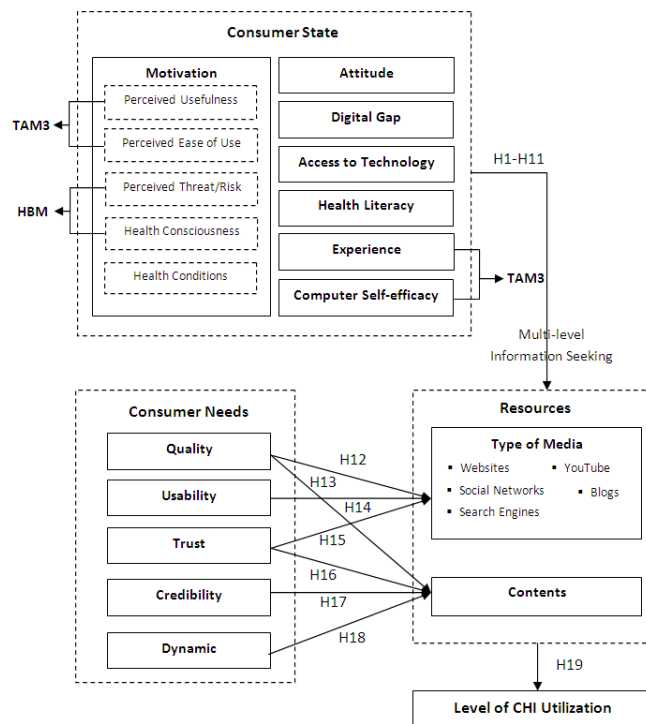 Consumer State
Motivation
Perceived Usefulness
Perceived Ease of Use
Perceived Threat/Risk
Health Consciousness
Health Conditions
TAM3
HBM
Attitude
Digital Gap
Access to Technology
Health Literacy
Experience
Computer Self-efficacy
TAM3
H1-H11
Multi-level
Information Seeking
Consumer Needs
Quality
Usability
Trust
Credibility
Dynamic
H12
H13
H14
H15
H16
H17
H18
Resources
Type of Media
▪ Websites
▪ YouTube
▪ Social Networks
▪ Blogs
▪ Search Engines
Contents
H19
Level of CHI Utilization